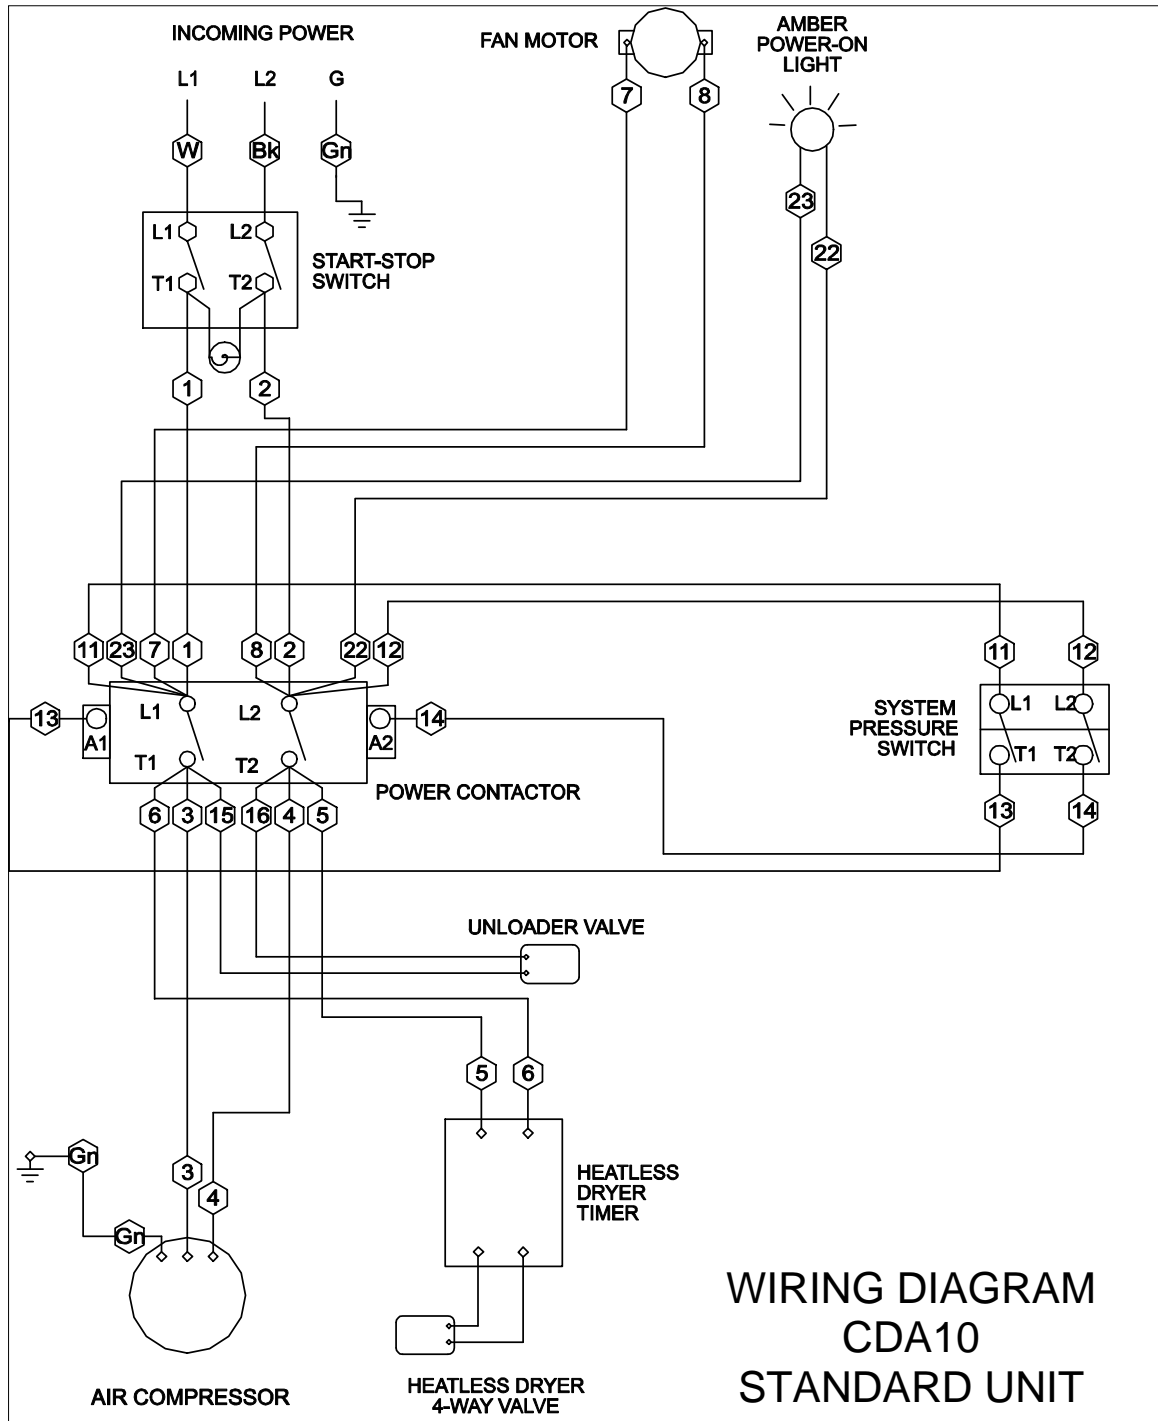 INCOMING POWER
L1 L2 G
W Bk Gn
L1 L2
T1 T2
START-STOP
SWITCH
1 2
FAN MOTOR
7 8
AMBER
POWER-ON
LIGHT
23
22
11 23 7 1 8 2 22 12
13 A1 L1 L2 A2 14
T1 T2
POWER CONTACTOR
6 3 15 16 4 5
11 12
SYSTEM
PRESSURE
SWITCH
L1 L2
T1 T2
13 14
UNLOADER VALVE
5 6
HEATLESS
DRYER
TIMER
Gn 3
4
Gn
AIR COMPRESSOR
HEATLESS DRYER
4-WAY VALVE
WIRING DIAGRAM
CDA10
STANDARD UNIT